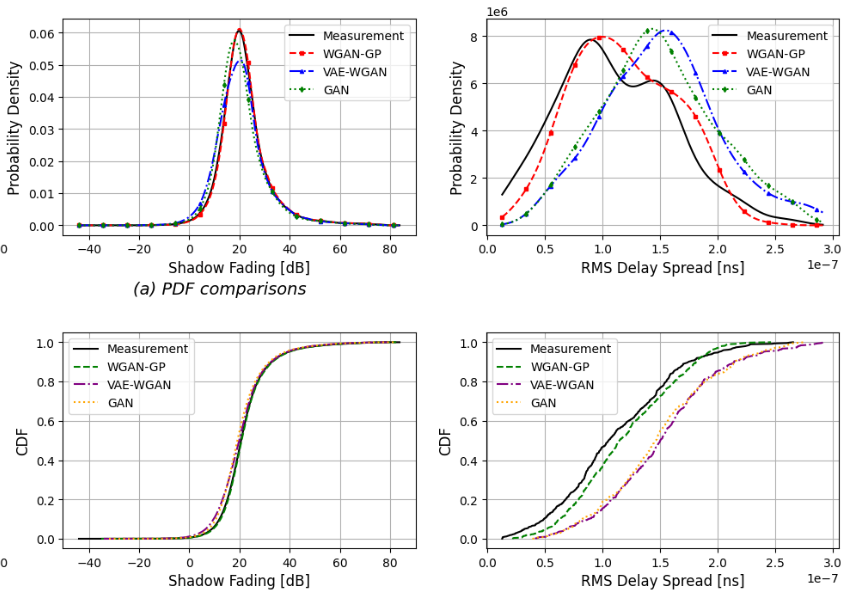 0.06
0.05
0.04
0.03
0.02
0.01
0.00
Probability Density
Measurement
WGAN-GP
VAE-WGAN
GAN
−40 −20 0 20 40 60 80
Shadow Fading [dB]
0
1e6
8
6
4
2
0
Probability Density
Measurement
WGAN-GP
VAE-WGAN
GAN
0.0 0.5 1.0 1.5 2.0 2.5 3.0
RMS Delay Spread [ns]
1e−7
(a) PDF comparisons
1.0
0.8
0.6
0.4
0.2
0.0
CDF
Measurement
WGAN-GP
VAE-WGAN
GAN
−40 −20 0 20 40 60 80
Shadow Fading [dB]
0
1.0
0.8
0.6
0.4
0.2
0.0
CDF
Measurement
WGAN-GP
VAE-WGAN
GAN
0.0 0.5 1.0 1.5 2.0 2.5 3.0
RMS Delay Spread [ns]
1e−7